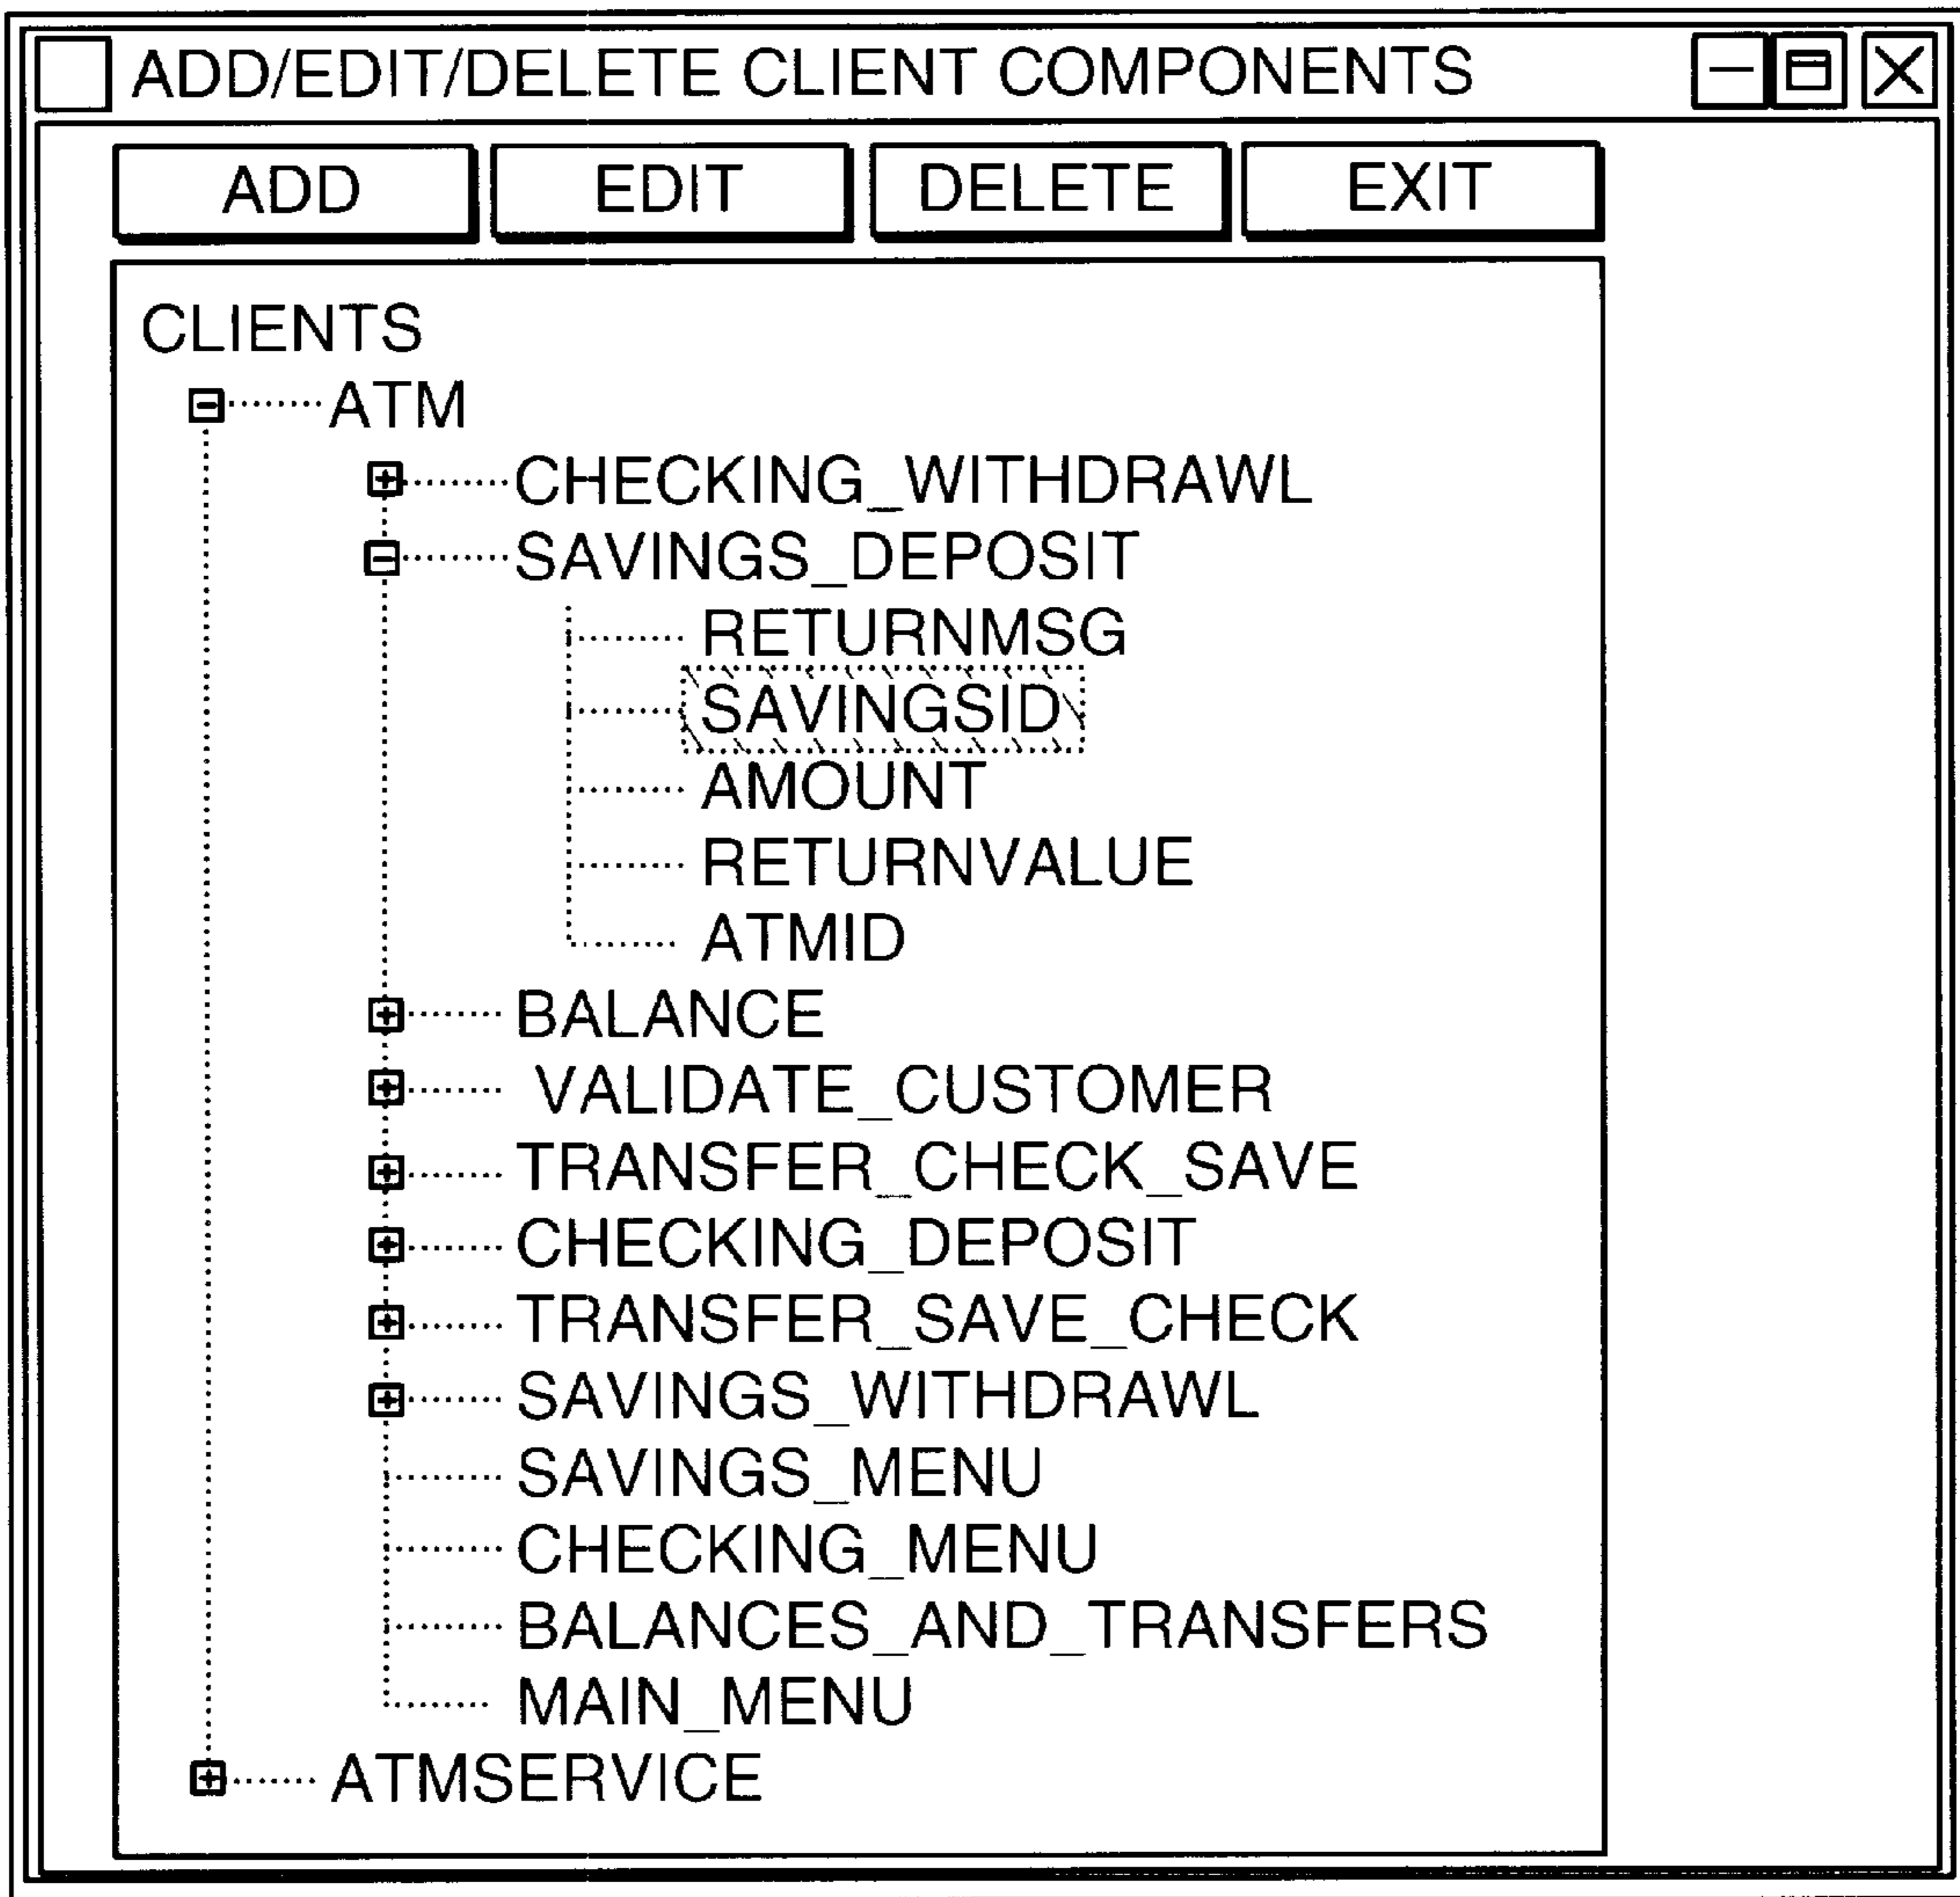 ADD/EDIT/DELETE CLIENT COMPONENTS
ADD EDIT DELETE EXIT
CLIENTS
ATM
CHECKING_WITHDRAWL
SAVINGS_DEPOSIT
RETURNMSG
SAVINGSID
AMOUNT
RETURNVALUE
ATMID
BALANCE
VALIDATE_CUSTOMER
TRANSFER_CHECK_SAVE
CHECKING_DEPOSIT
TRANSFER_SAVE_CHECK
SAVINGS_WITHDRAWL
SAVINGS_MENU
CHECKING_MENU
BALANCES_AND_TRANSFERS
MAIN_MENU
ATMSERVICE